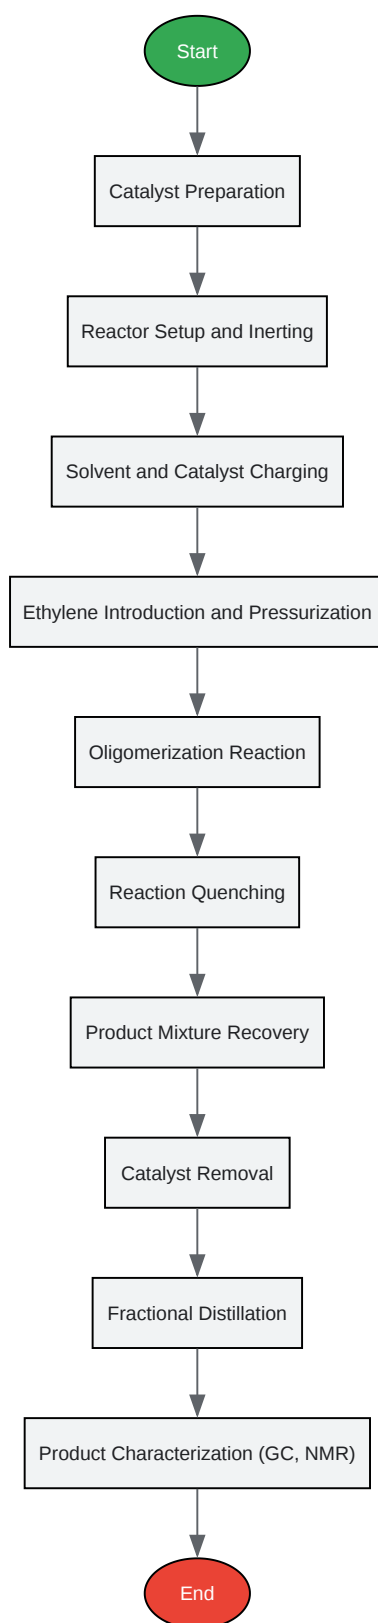 Start
Catalyst Preparation
Reactor Setup and Inerting
Solvent and Catalyst Charging
Ethylene Introduction and Pressurization
Oligomerization Reaction
Reaction Quenching
Product Mixture Recovery
Catalyst Removal
Fractional Distillation
Product Characterization (GC, NMR)
End